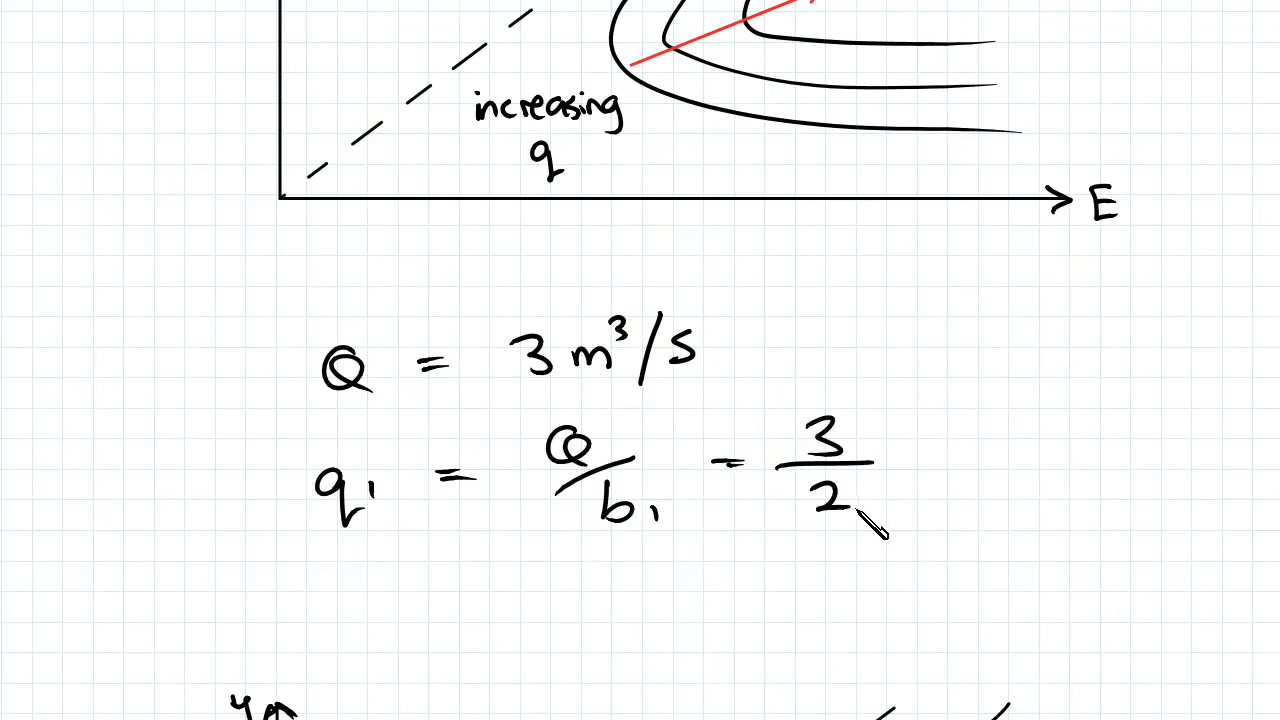 increasing
q
E
Q = 3 m³/s
q₁ = Q/b₁ = 3/2
y